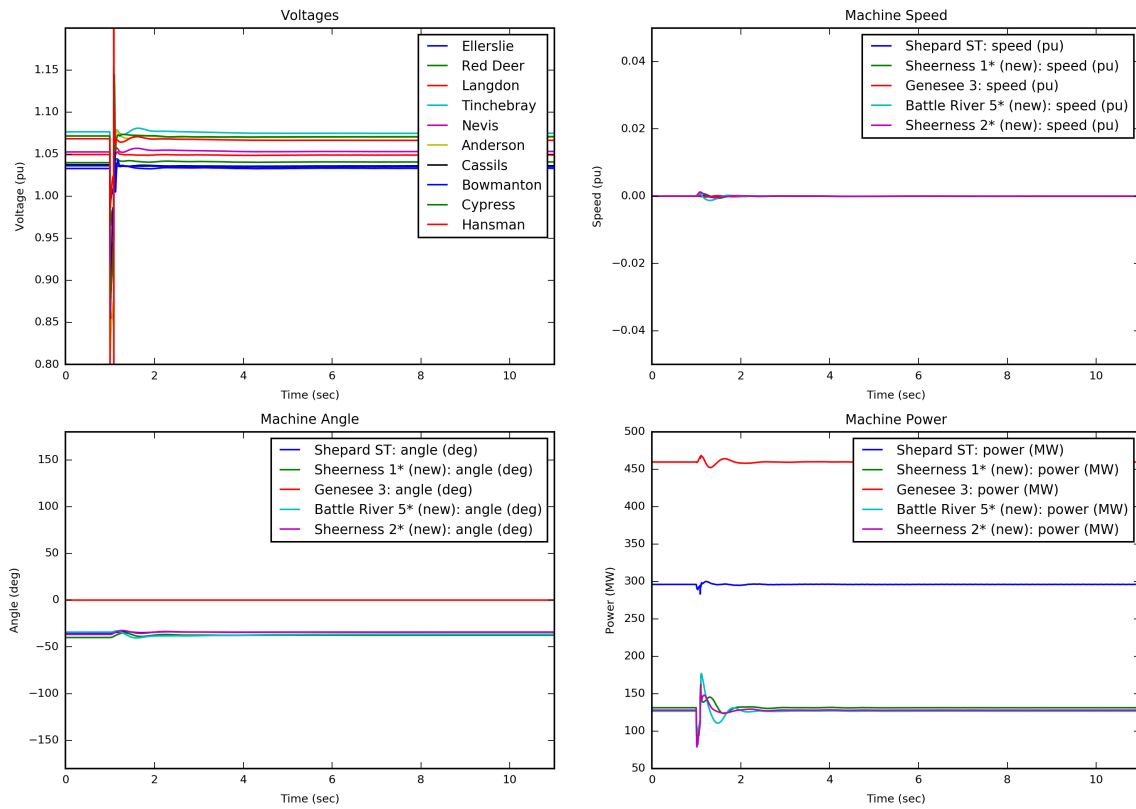 Voltages
1.15
1.10
1.05
1.00
0.95
0.90
0.85
0.80
Voltage (pu)
0
2
4
6
8
10
Time (sec)
Ellerslie
Red Deer
Langdon
Tinchebray
Nevis
Anderson
Cassils
Bowmanton
Cypress
Hansman
Machine Speed
0.04
0.02
0.00
−0.02
−0.04
Speed (pu)
0
2
4
6
8
10
Time (sec)
Shepard ST: speed (pu)
Sheerness 1* (new): speed (pu)
Genesee 3: speed (pu)
Battle River 5* (new): speed (pu)
Sheerness 2* (new): speed (pu)
Machine Angle
150
100
50
0
−50
−100
−150
Angle (deg)
0
2
4
6
8
10
Time (sec)
Shepard ST: angle (deg)
Sheerness 1* (new): angle (deg)
Genesee 3: angle (deg)
Battle River 5* (new): angle (deg)
Sheerness 2* (new): angle (deg)
Machine Power
500
450
400
350
300
250
200
150
100
50
Power (MW)
0
2
4
6
8
10
Time (sec)
Shepard ST: power (MW)
Sheerness 1* (new): power (MW)
Genesee 3: power (MW)
Battle River 5* (new): power (MW)
Sheerness 2* (new): power (MW)